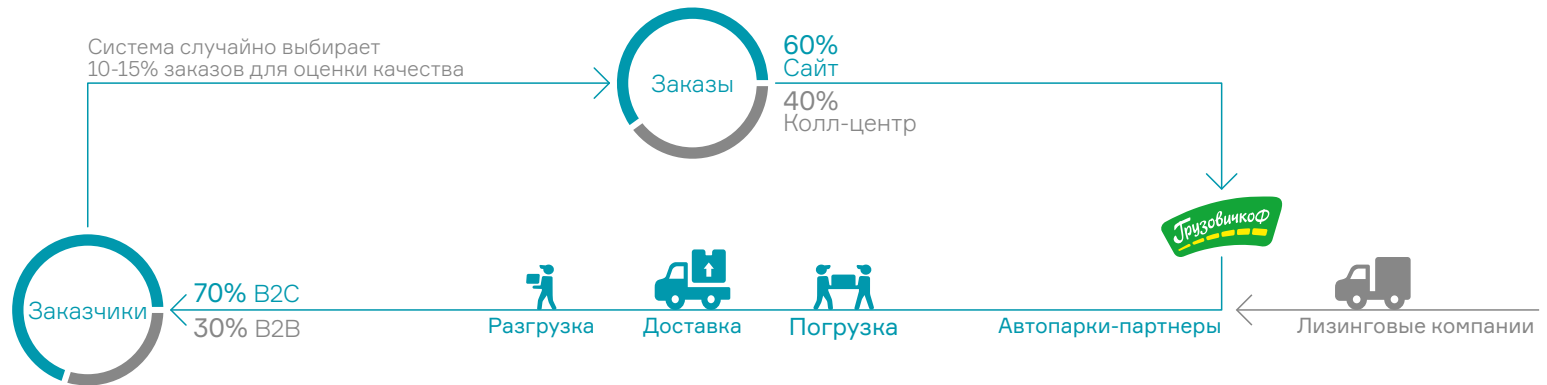 Система случайно выбирает
10-15% заказов для оценки качества
Заказы
60%
Сайт
40%
Колл-центр
ГрузовичкоФ
Заказчики
70% B2C
30% B2B
Разгрузка
Доставка
Погрузка
Автопарки-партнеры
Лизинговые компании